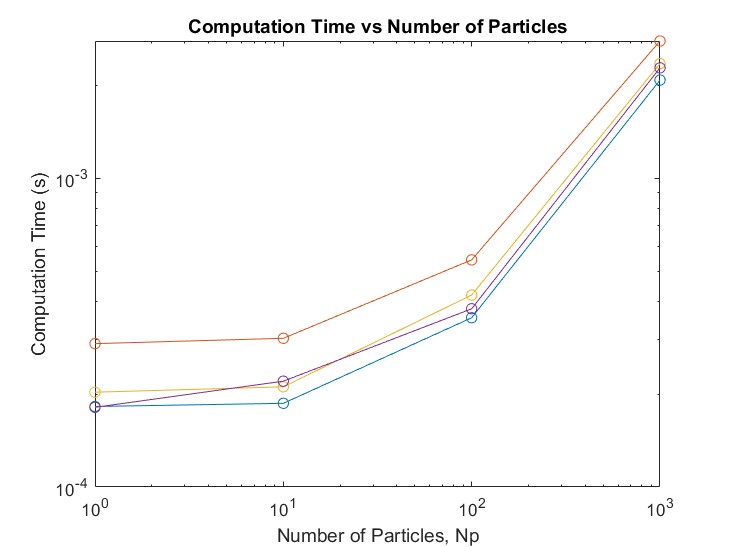 Computation Time vs Number of Particles
Computation Time (s)
10^-3
10^-4
10^0 10^1 10^2 10^3
Number of Particles, Np